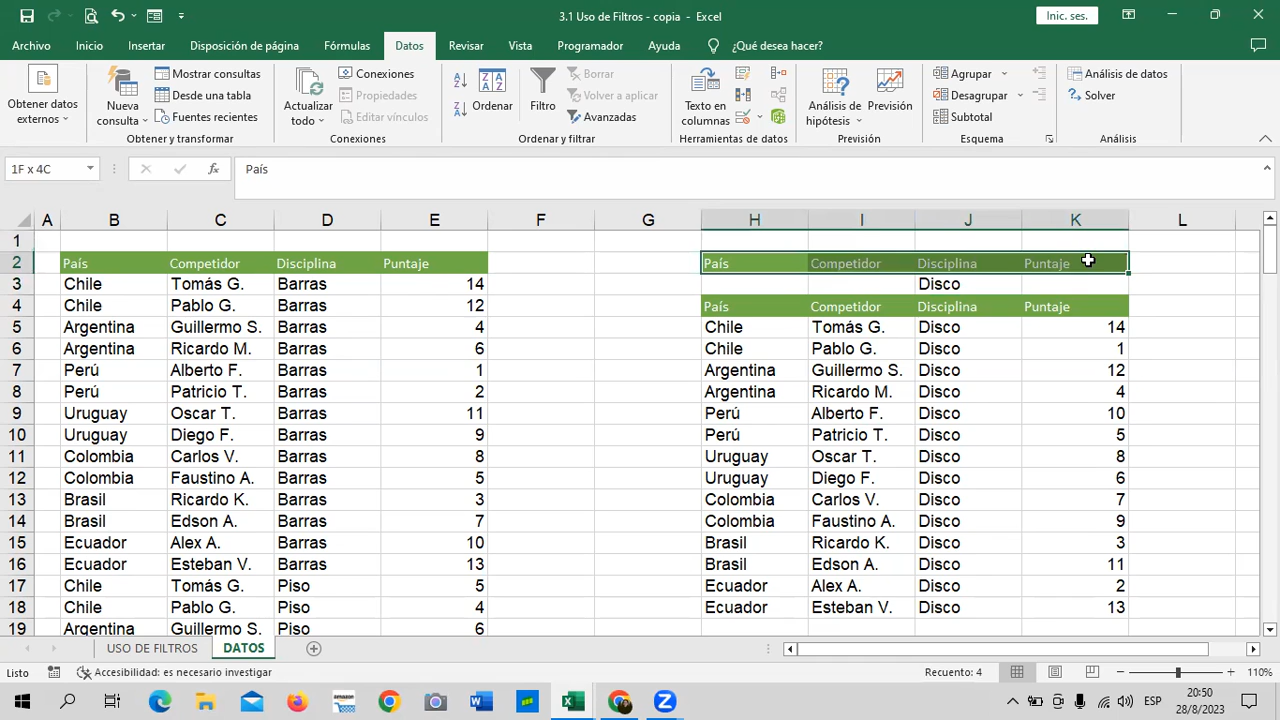 3.1 Uso de Filtros - copia - Excel
Inic. ses.
Archivo Inicio Insertar Disposición de página Fórmulas Datos Revisar Vista Programador Ayuda ¿Qué desea hacer?
Obtener datos externos
Nueva consulta
Mostrar consultas
Desde una tabla
Fuentes recientes
Obtener y transformar
Actualizar todo
Conexiones
Propiedades
Editar vínculos
Conexiones
Ordenar
Filtro
Borrar
Volver a aplicar
Avanzadas
Ordenar y filtrar
Texto en columnas
Herramientas de datos
Análisis de hipótesis
Previsión
Previsión
Agrupar
Desagrupar
Subtotal
Esquema
Análisis de datos
Solver
Análisis
1F x 4C fx País
A B C D E F G H I J K L
1
2 País Competidor Disciplina Puntaje País Competidor Disciplina Puntaje
3 Chile Tomás G. Barras 14 Disco
4 Chile Pablo G. Barras 12 País Competidor Disciplina Puntaje
5 Argentina Guillermo S. Barras 4 Chile Tomás G. Disco 14
6 Argentina Ricardo M. Barras 6 Chile Pablo G. Disco 1
7 Perú Alberto F. Barras 1 Argentina Guillermo S. Disco 12
8 Perú Patricio T. Barras 2 Argentina Ricardo M. Disco 4
9 Uruguay Oscar T. Barras 11 Perú Alberto F. Disco 10
10 Uruguay Diego F. Barras 9 Perú Patricio T. Disco 5
11 Colombia Carlos V. Barras 8 Uruguay Oscar T. Disco 8
12 Colombia Faustino A. Barras 5 Uruguay Diego F. Disco 6
13 Brasil Ricardo K. Barras 3 Colombia Carlos V. Disco 7
14 Brasil Edson A. Barras 7 Colombia Faustino A. Disco 9
15 Ecuador Alex A. Barras 10 Brasil Ricardo K. Disco 3
16 Ecuador Esteban V. Barras 13 Brasil Edson A. Disco 11
17 Chile Tomás G. Piso 5 Ecuador Alex A. Disco 2
18 Chile Pablo G. Piso 4 Ecuador Esteban V. Disco 13
19 Argentina Guillermo S. Piso 6
USO DE FILTROS DATOS
Listo Accesibilidad: es necesario investigar Recuento: 4 110%
ESP
20:50
28/8/2023